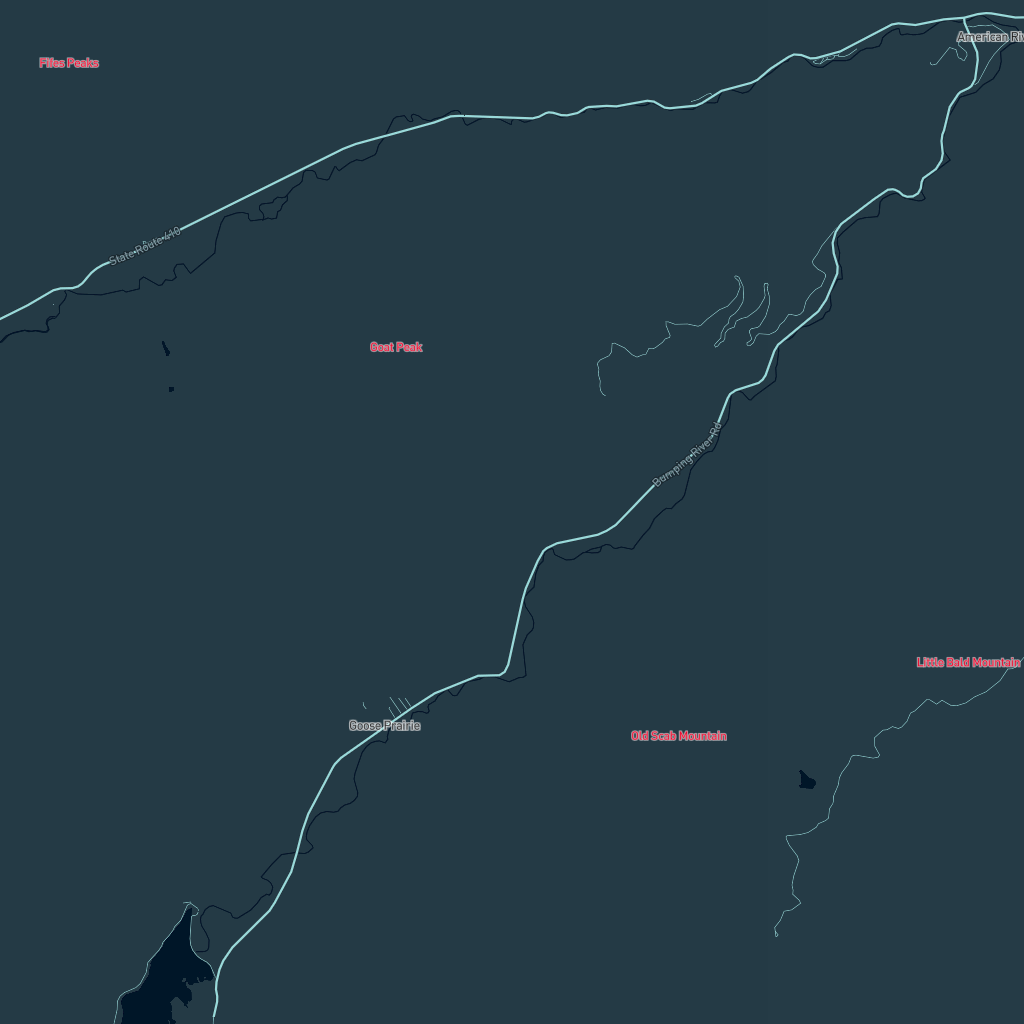 American Riv
Fifes Peaks
State Route 410
Goat Peak
Bumping River Rd
Little Bald Mountain
Goose Prairie
Old Scab Mountain